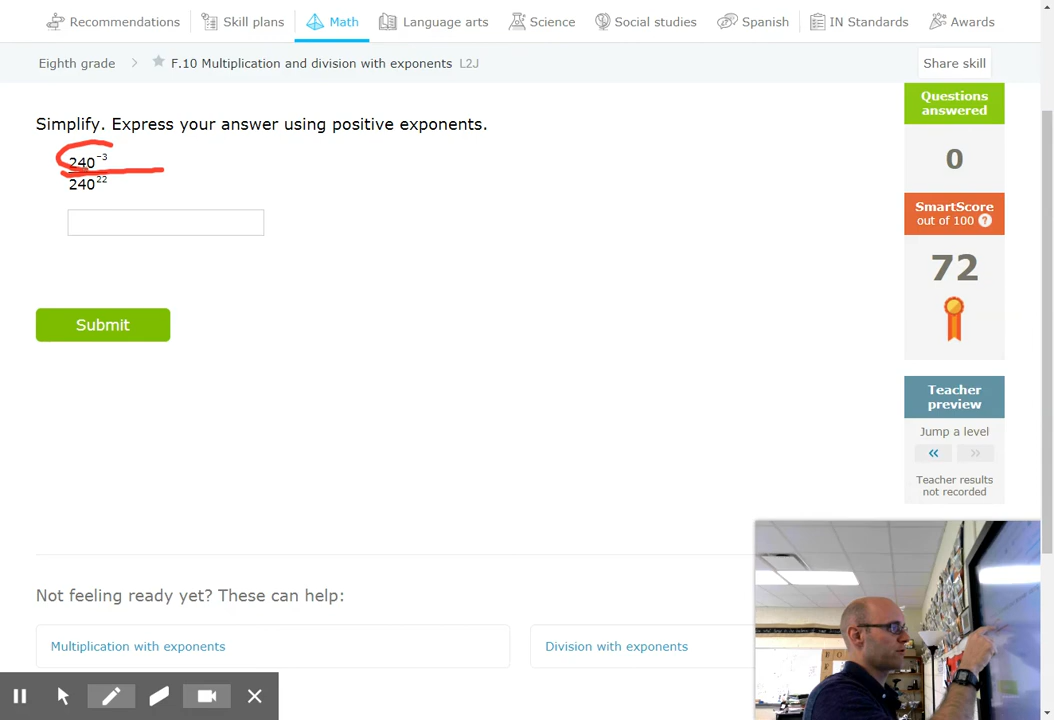 Recommendations Skill plans Math Language arts Science Social studies Spanish IN Standards Awards
Eighth grade > F.10 Multiplication and division with exponents L2J Share skill
Questions answered
0
SmartScore
out of 100 ?
72
Simplify. Express your answer using positive exponents.
240⁻³
240²²
Submit
Teacher preview
Jump a level
« »
Teacher results not recorded
Not feeling ready yet? These can help:
Multiplication with exponents
Division with exponents